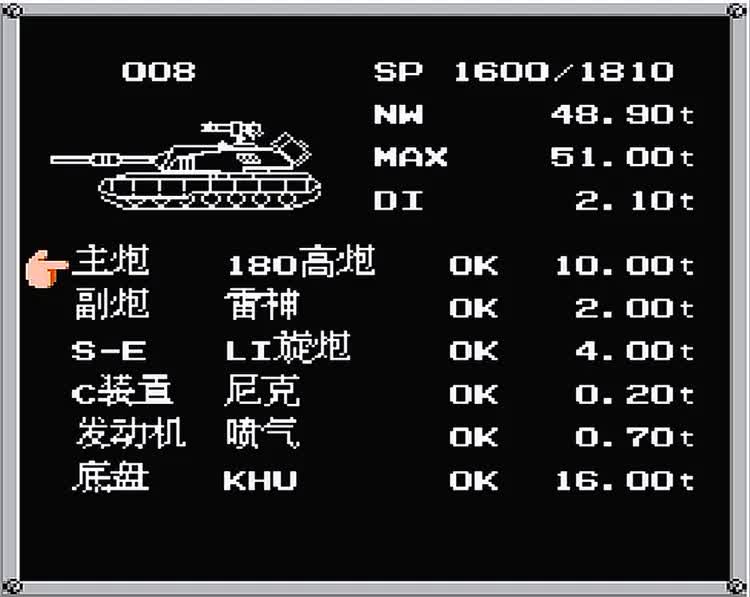 008 SP 1600/1810
NW 48.90t
MAX 51.00t
DI 2.10t
主炮 180高炮 OK 10.00t
副炮 雷神 OK 2.00t
S-E LI旋炮 OK 4.00t
C装置 尼克 OK 0.20t
发动机 喷气 OK 0.70t
底盘 KHU OK 16.00t